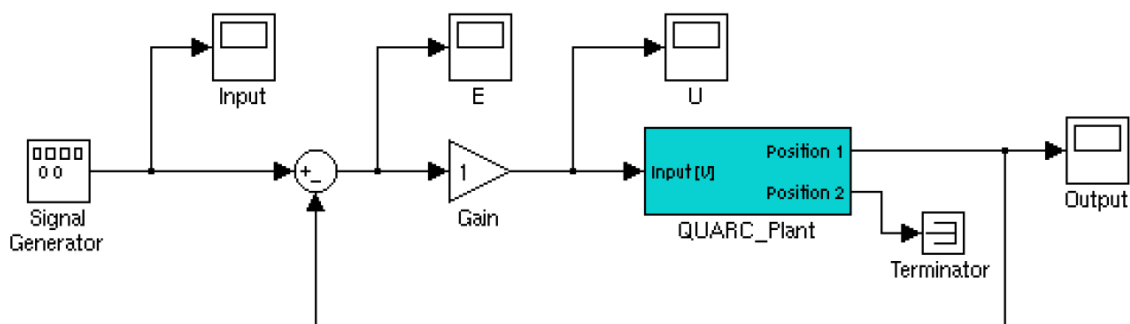 Input
E
U
Signal
Generator
+
-
1
Gain
Input [V]
Position 1
Position 2
QUARC_Plant
Terminator
Output